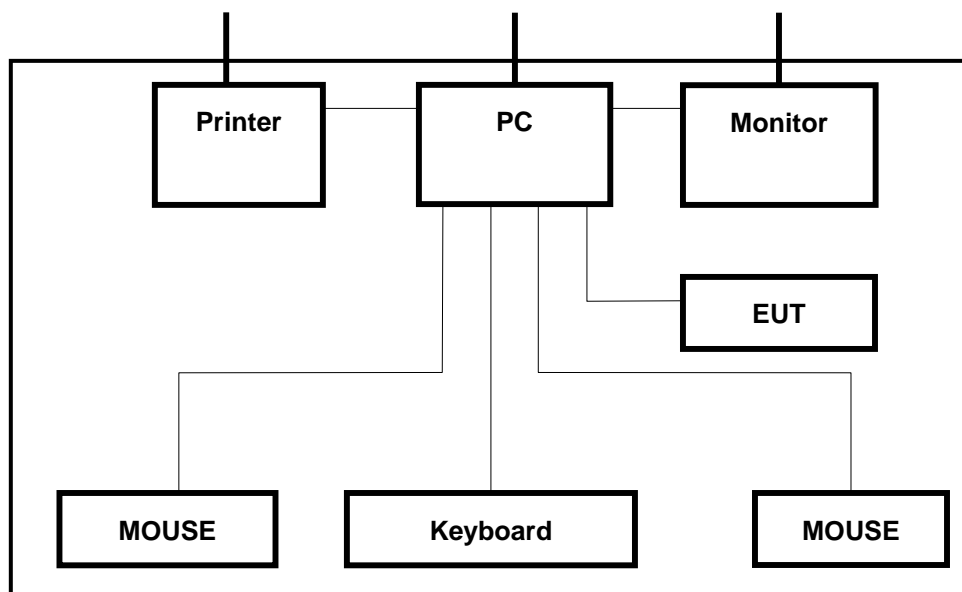 Printer
PC
Monitor
EUT
MOUSE
Keyboard
MOUSE